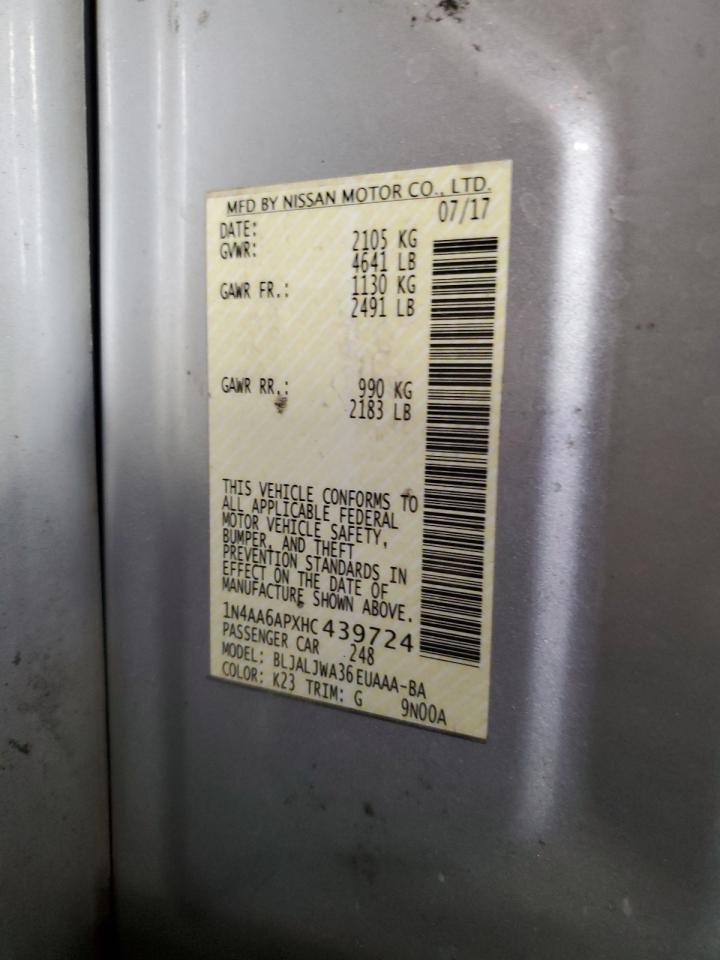 MFD BY NISSAN MOTOR CO., LTD.
DATE: 07/17
GVWR: 2105 KG
4641 LB
GAWR FR.: 1130 KG
2491 LB
GAWR RR.: 990 KG
2183 LB
THIS VEHICLE CONFORMS TO
ALL APPLICABLE FEDERAL
MOTOR VEHICLE SAFETY,
BUMPER, AND THEFT
PREVENTION STANDARDS IN
EFFECT ON THE DATE OF
MANUFACTURE SHOWN ABOVE.
1N4AA6APXHC439724
PASSENGER CAR 248
MODEL: BLJALJWA36EUAAA-BA
COLOR: K23 TRIM: G 9N00A